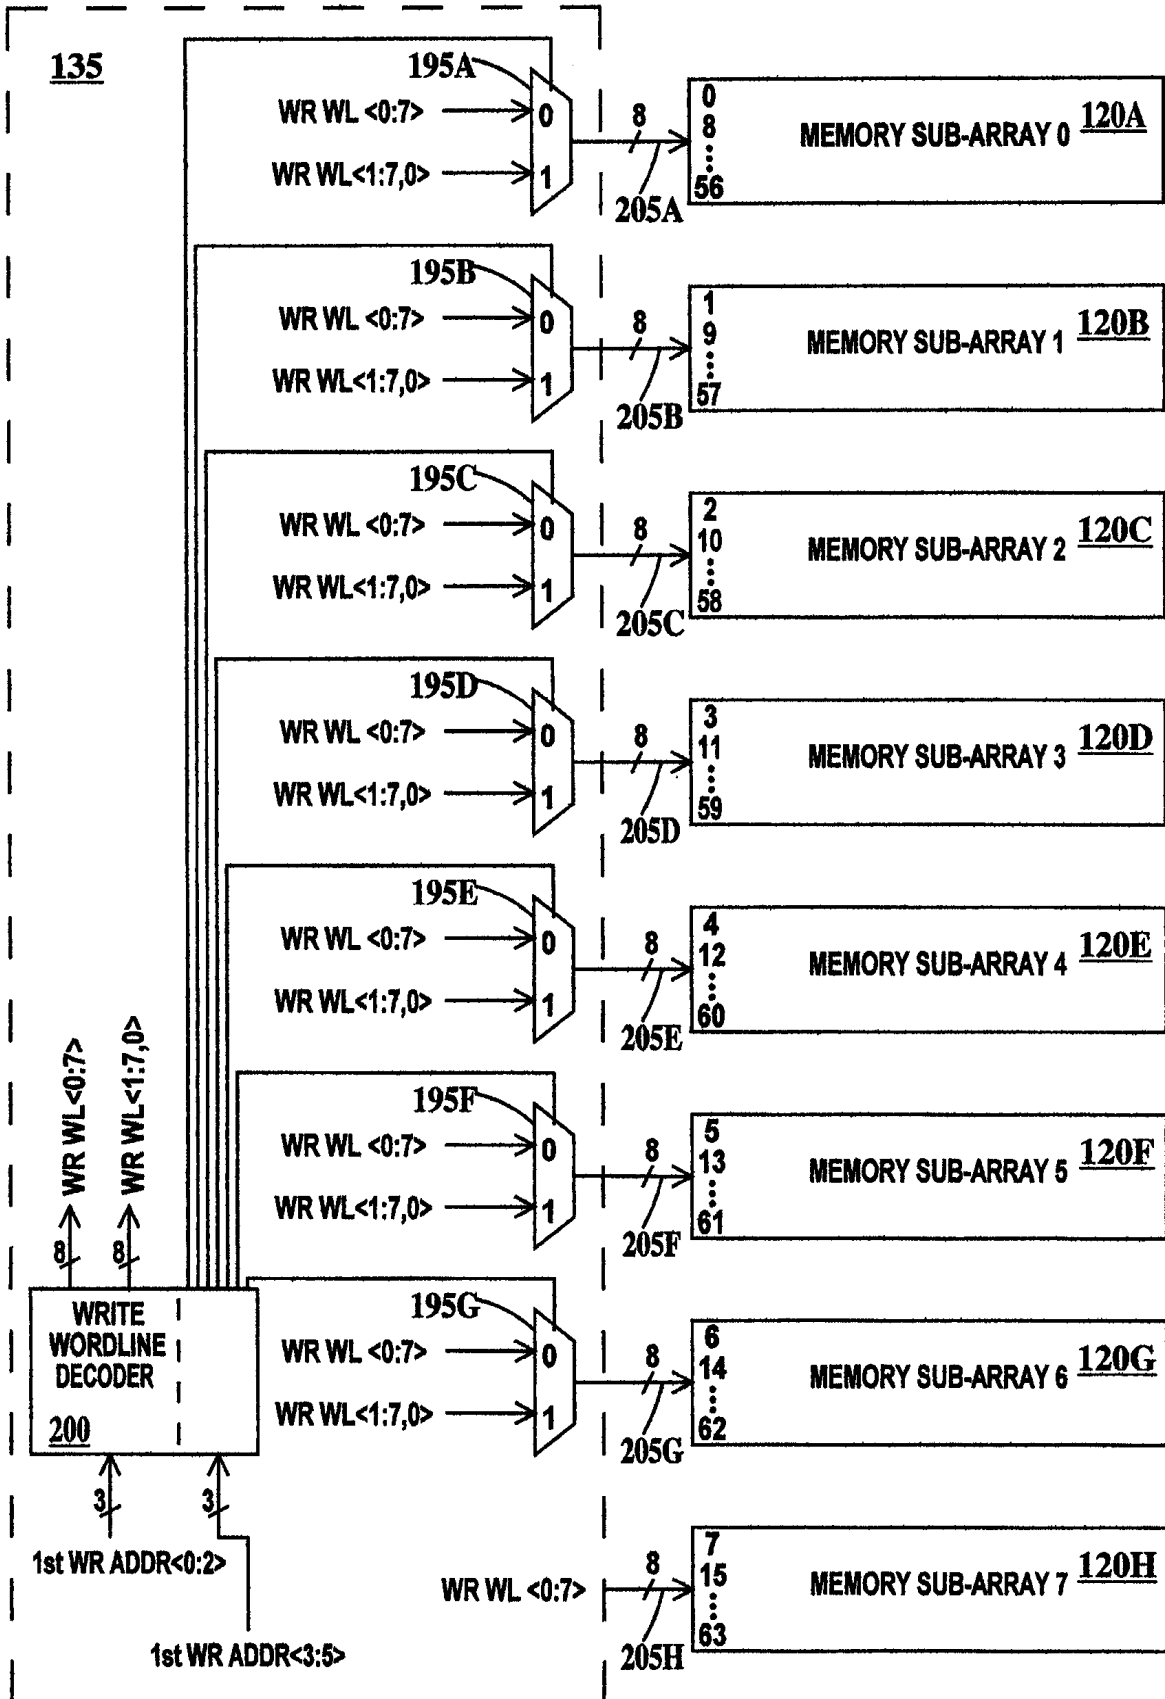 135
195A
WR WL <0:7>
0
WR WL<1:7,0>
1
8
205A
0
8
56
MEMORY SUB-ARRAY 0
120A
195B
WR WL <0:7>
0
WR WL<1:7,0>
1
8
205B
1
9
57
MEMORY SUB-ARRAY 1
120B
195C
WR WL <0:7>
0
WR WL<1:7,0>
1
8
205C
2
10
58
MEMORY SUB-ARRAY 2
120C
195D
WR WL <0:7>
0
WR WL<1:7,0>
1
8
205D
3
11
59
MEMORY SUB-ARRAY 3
120D
195E
WR WL <0:7>
0
WR WL<1:7,0>
1
8
205E
4
12
60
MEMORY SUB-ARRAY 4
120E
195F
WR WL <0:7>
0
WR WL<1:7,0>
1
8
205F
5
13
61
MEMORY SUB-ARRAY 5
120F
WR WL<0:7>
WR WL<1:7,0>
8
8
WRITE
WORDLINE
DECODER
200
3
3
1st WR ADDR<0:2>
1st WR ADDR<3:5>
195G
WR WL <0:7>
0
WR WL<1:7,0>
1
8
205G
6
14
62
MEMORY SUB-ARRAY 6
120G
WR WL <0:7>
8
205H
7
15
63
MEMORY SUB-ARRAY 7
120H